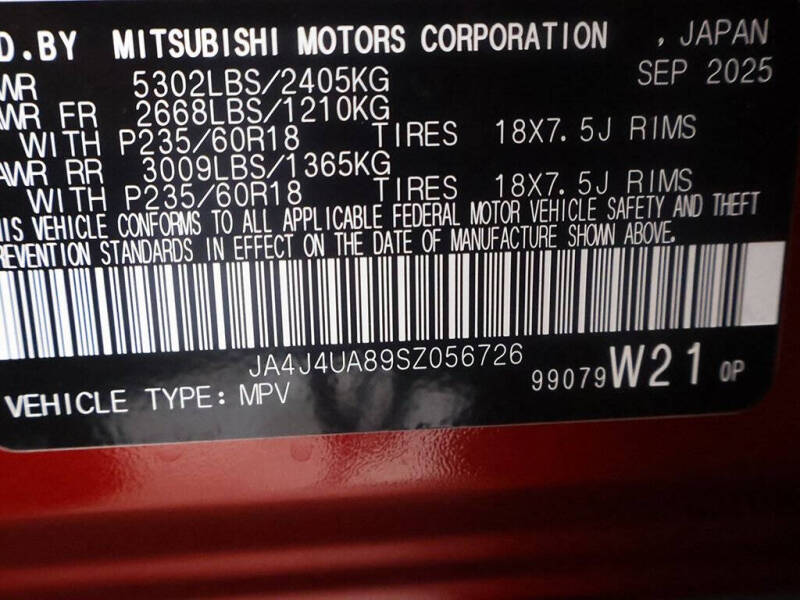 D.BY MITSUBISHI MOTORS CORPORATION , JAPAN
WR 5302LBS/2405KG SEP 2025
WR FR 2668LBS/1210KG
WITH P235/60R18 TIRES 18X7.5J RIMS
AWR RR 3009LBS/1365KG
WITH P235/60R18 TIRES 18X7.5J RIMS
IS VEHICLE CONFORMS TO ALL APPLICABLE FEDERAL MOTOR VEHICLE SAFETY AND THEFT
REVENTION STANDARDS IN EFFECT ON THE DATE OF MANUFACTURE SHOWN ABOVE.
JA4J4UA89SZ056726
99079 W21 OP
VEHICLE TYPE: MPV